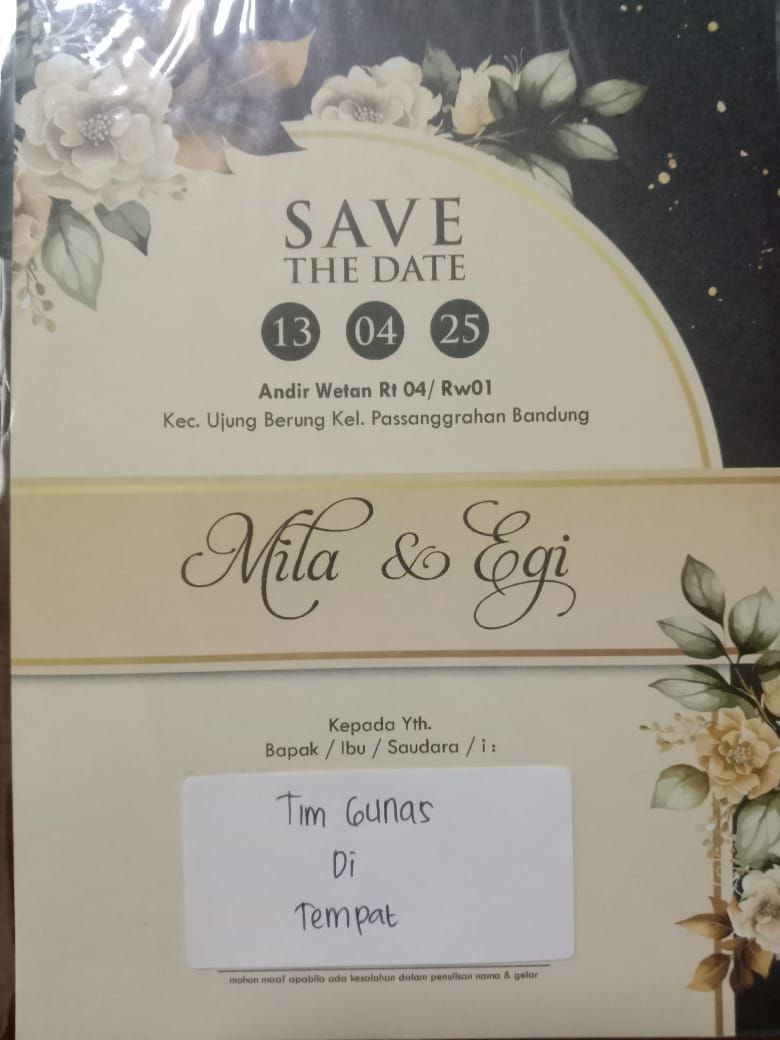 SAVE
THE DATE
13 04 25
Andir Wetan Rt 04/ Rw01
Kec. Ujung Berung Kel. Passanggrahan Bandung
Mila & Egi
Kepada Yth.
Bapak / Ibu / Saudara / i :
Tim Gunas
Di
Tempat
mohon maaf apabila ada kesalahan dalam penulisan nama & gelar